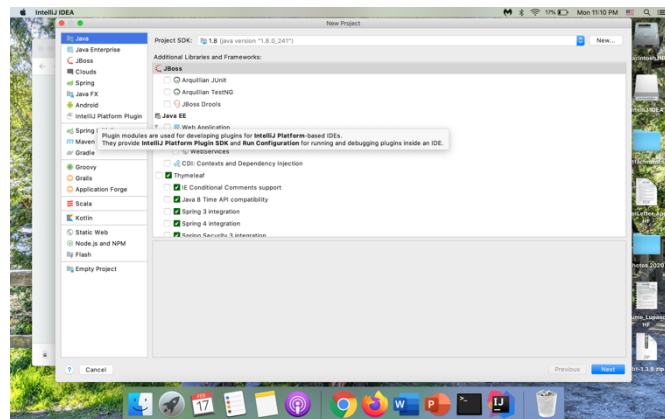 IntelliJ IDEA
17%
Mon 11:10 PM
New Project
Java
Java Enterprise
JBoss
Clouds
Spring
Java FX
Android
IntelliJ Platform Plugin
Maven
Gradle
Groovy
Grails
Application Forge
Scala
Kotlin
Static Web
Node.js and NPM
Flash
Empty Project
Project SDK:
1.8 (java version "1.8.0_241")
New...
Additional Libraries and Frameworks:
JBoss
Arquillian JUnit
Arquillian TestNG
JBoss Drools
Java EE
Web Application
Plugin modules are used for developing plugins for IntelliJ Platform-based IDEs.
They provide IntelliJ Platform Plugin SDK and Run Configuration for running and debugging plugins inside an IDE.
WebServices
CDI: Contexts and Dependency Injection
Thymeleaf
IE Conditional Comments support
Java 8 Time API compatibility
Spring 3 integration
Spring 4 integration
Spring Security 3 integration
?
Cancel
Previous
Next
FEB
17